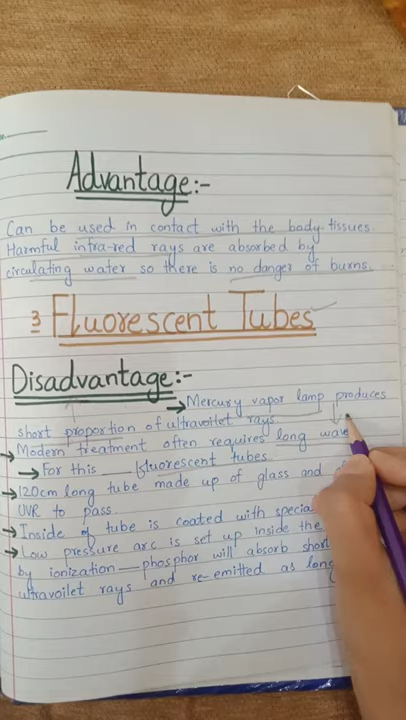 Advantage:-
Can be used in contact with the body tissues.
Harmful infra-red rays are absorbed by
circulating water so there is no danger of burns.
3 Fluorescent Tubes
Disadvantage:-
→ Mercury vapor lamp produces
short proportion of ultravoilet rays
→ Modern treatment often requires long wave
→ For this — fluorescent tubes.
→ 120cm long tube made up of glass and
UVR to pass.
→ Inside of tube is coated with special
→ Low pressure arc is set up inside the
by ionization — phosphor will absorb short
ultravoilet rays and re-emitted as long